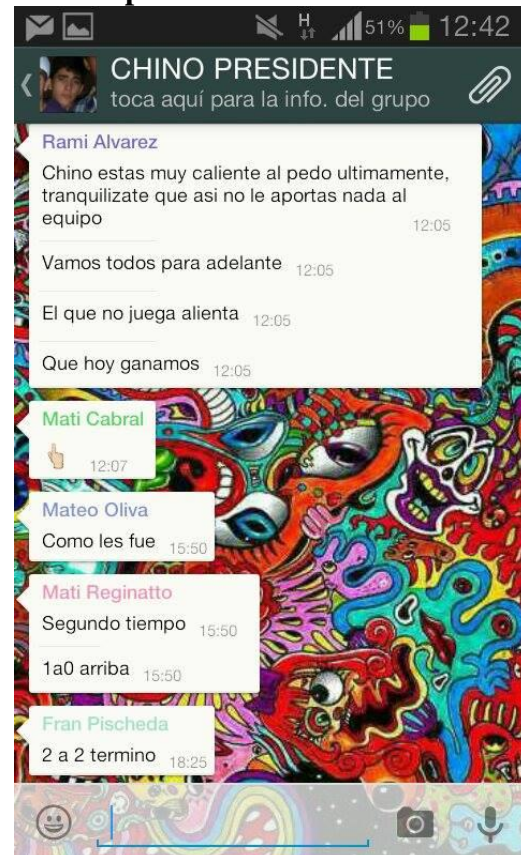 H 51% 12:42
CHINO PRESIDENTE
toca aquí para la info. del grupo
Rami Alvarez
Chino estas muy caliente al pedo ultimamente,
tranquilizate que asi no le aportas nada al
equipo
12:05
Vamos todos para adelante 12:05
El que no juega alienta 12:05
Que hoy ganamos 12:05
Mati Cabral
👆🏻 12:07
Mateo Oliva
Como les fue 15:50
Mati Reginatto
Segundo tiempo 15:50
1a0 arriba 15:50
Fran Pischeda
2 a 2 termino 18:25